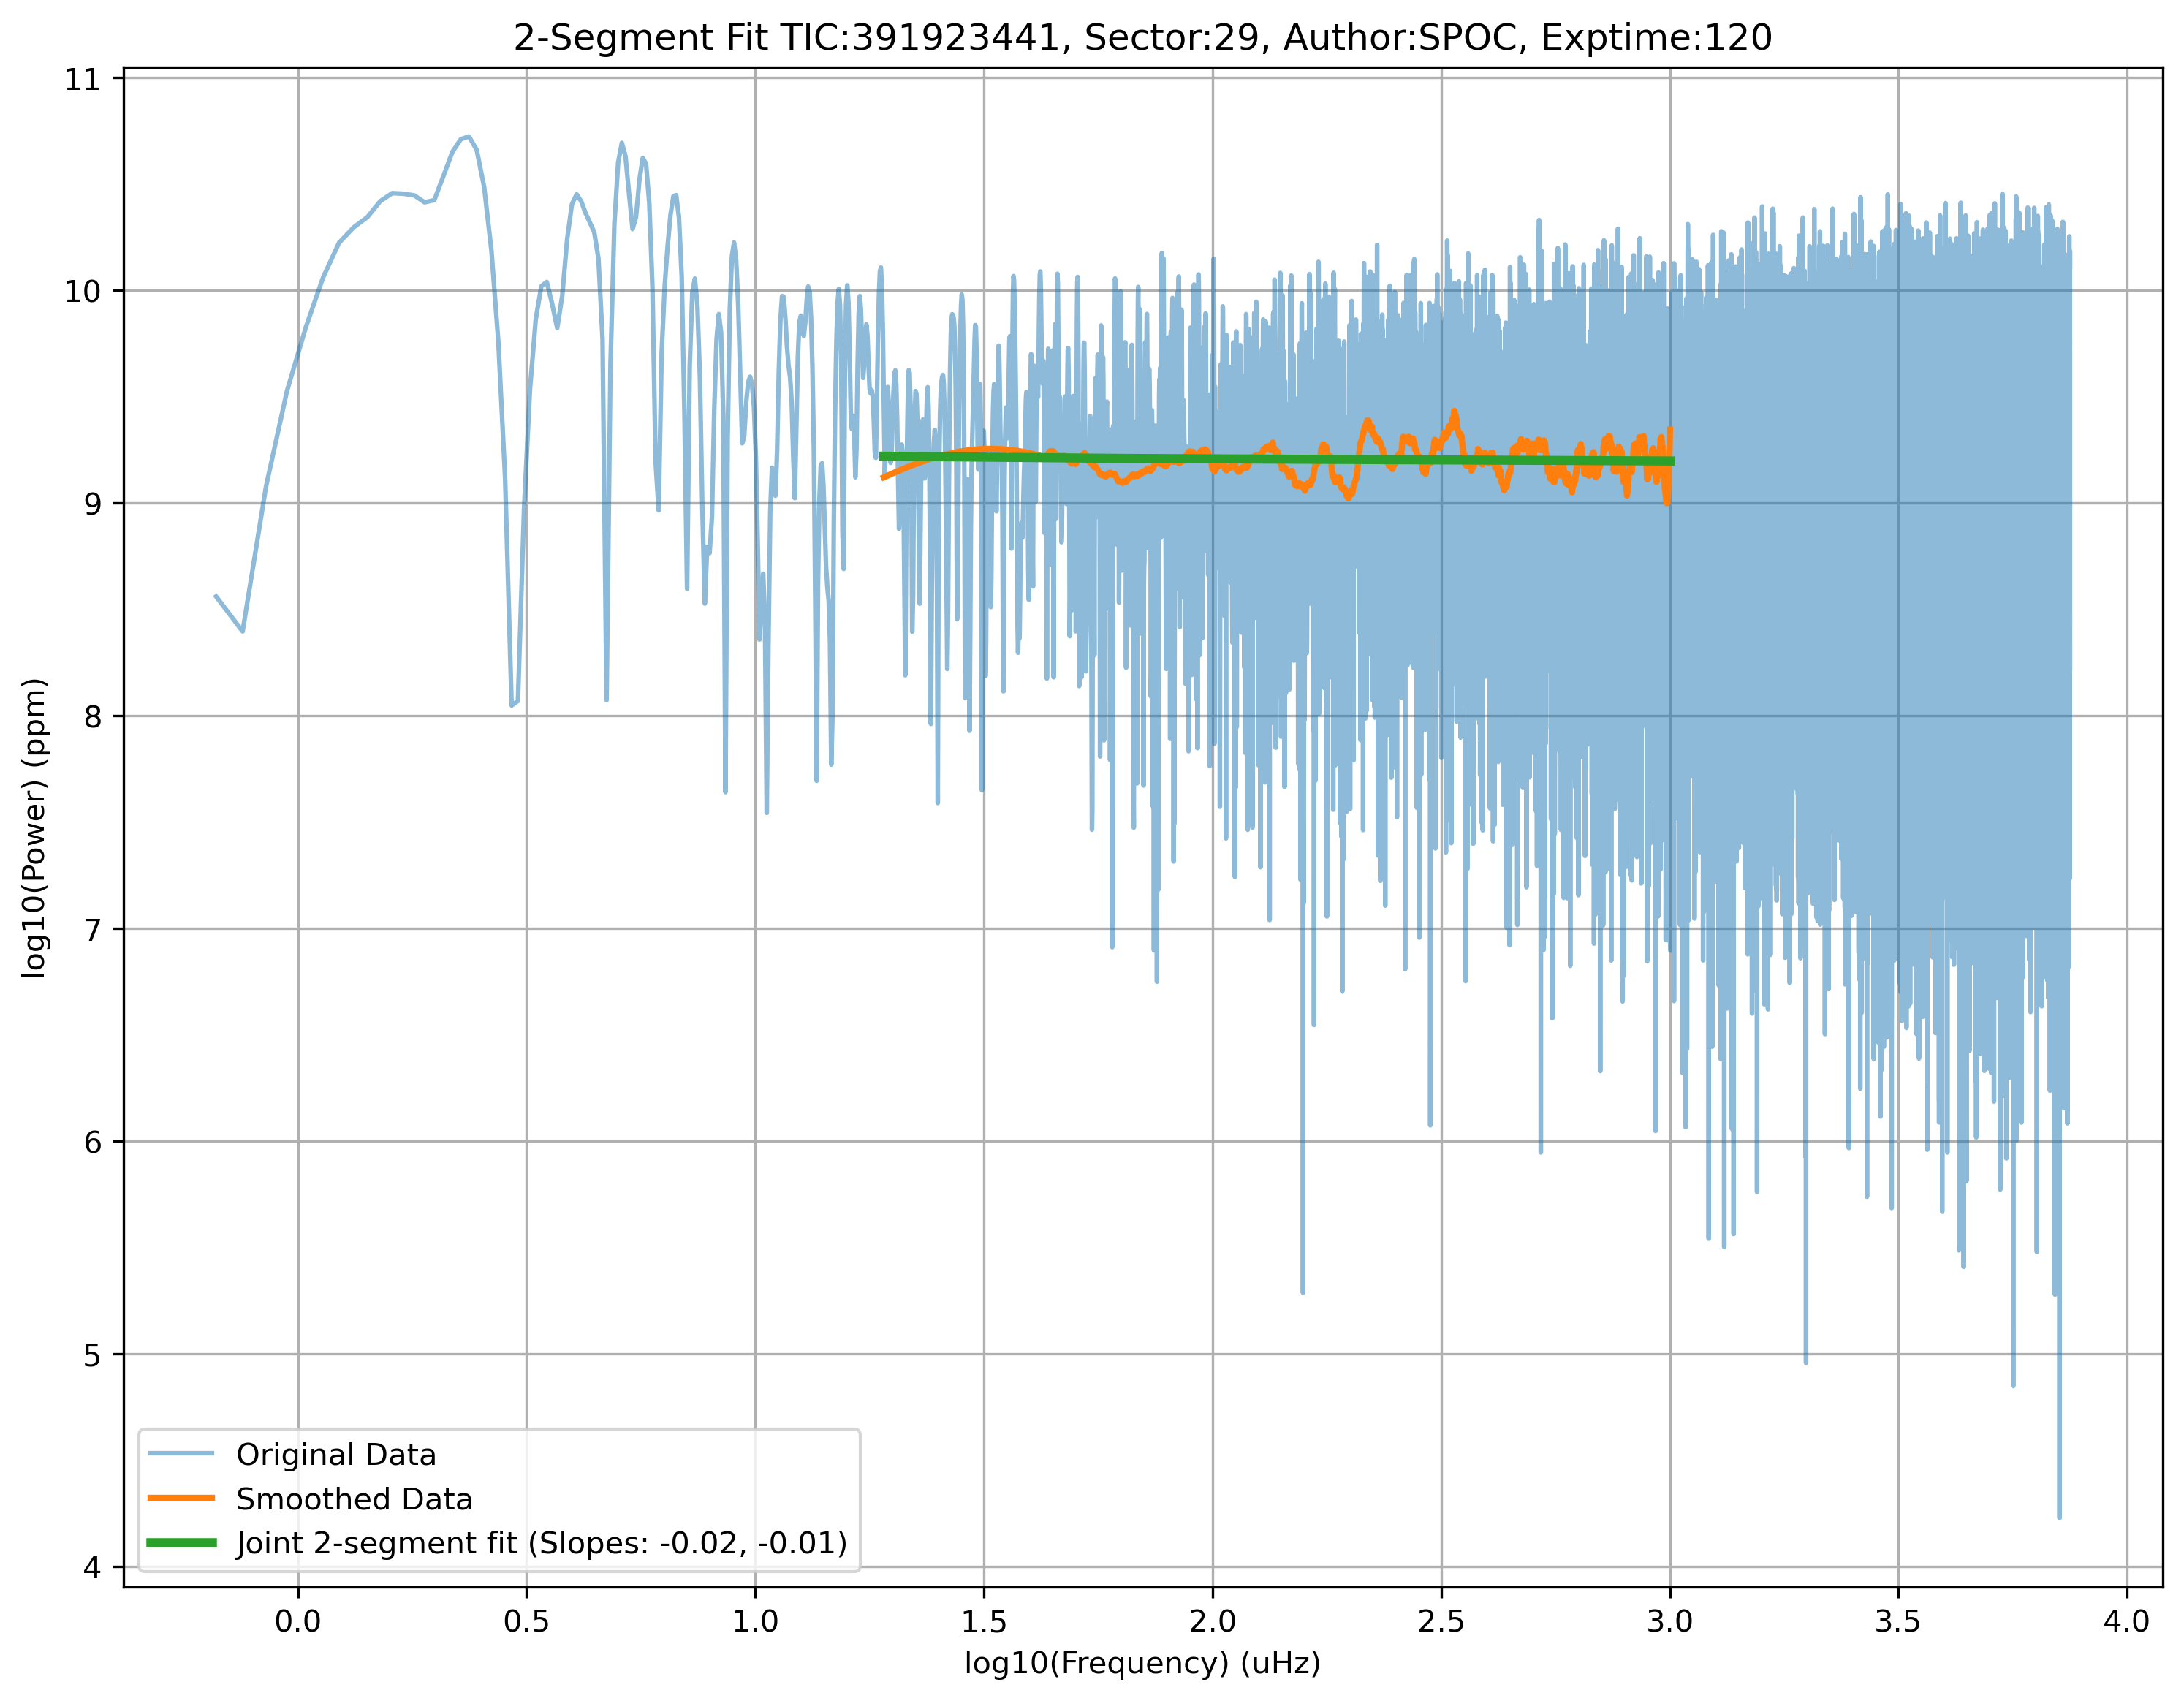 2-Segment Fit TIC:391923441, Sector:29, Author:SPOC, Exptime:120
log10(Power) (ppm)
11
10
9
8
7
6
5
4
Original Data
Smoothed Data
Joint 2-segment fit (Slopes: -0.02, -0.01)
0.0 0.5 1.0 1.5 2.0 2.5 3.0 3.5 4.0
log10(Frequency) (uHz)